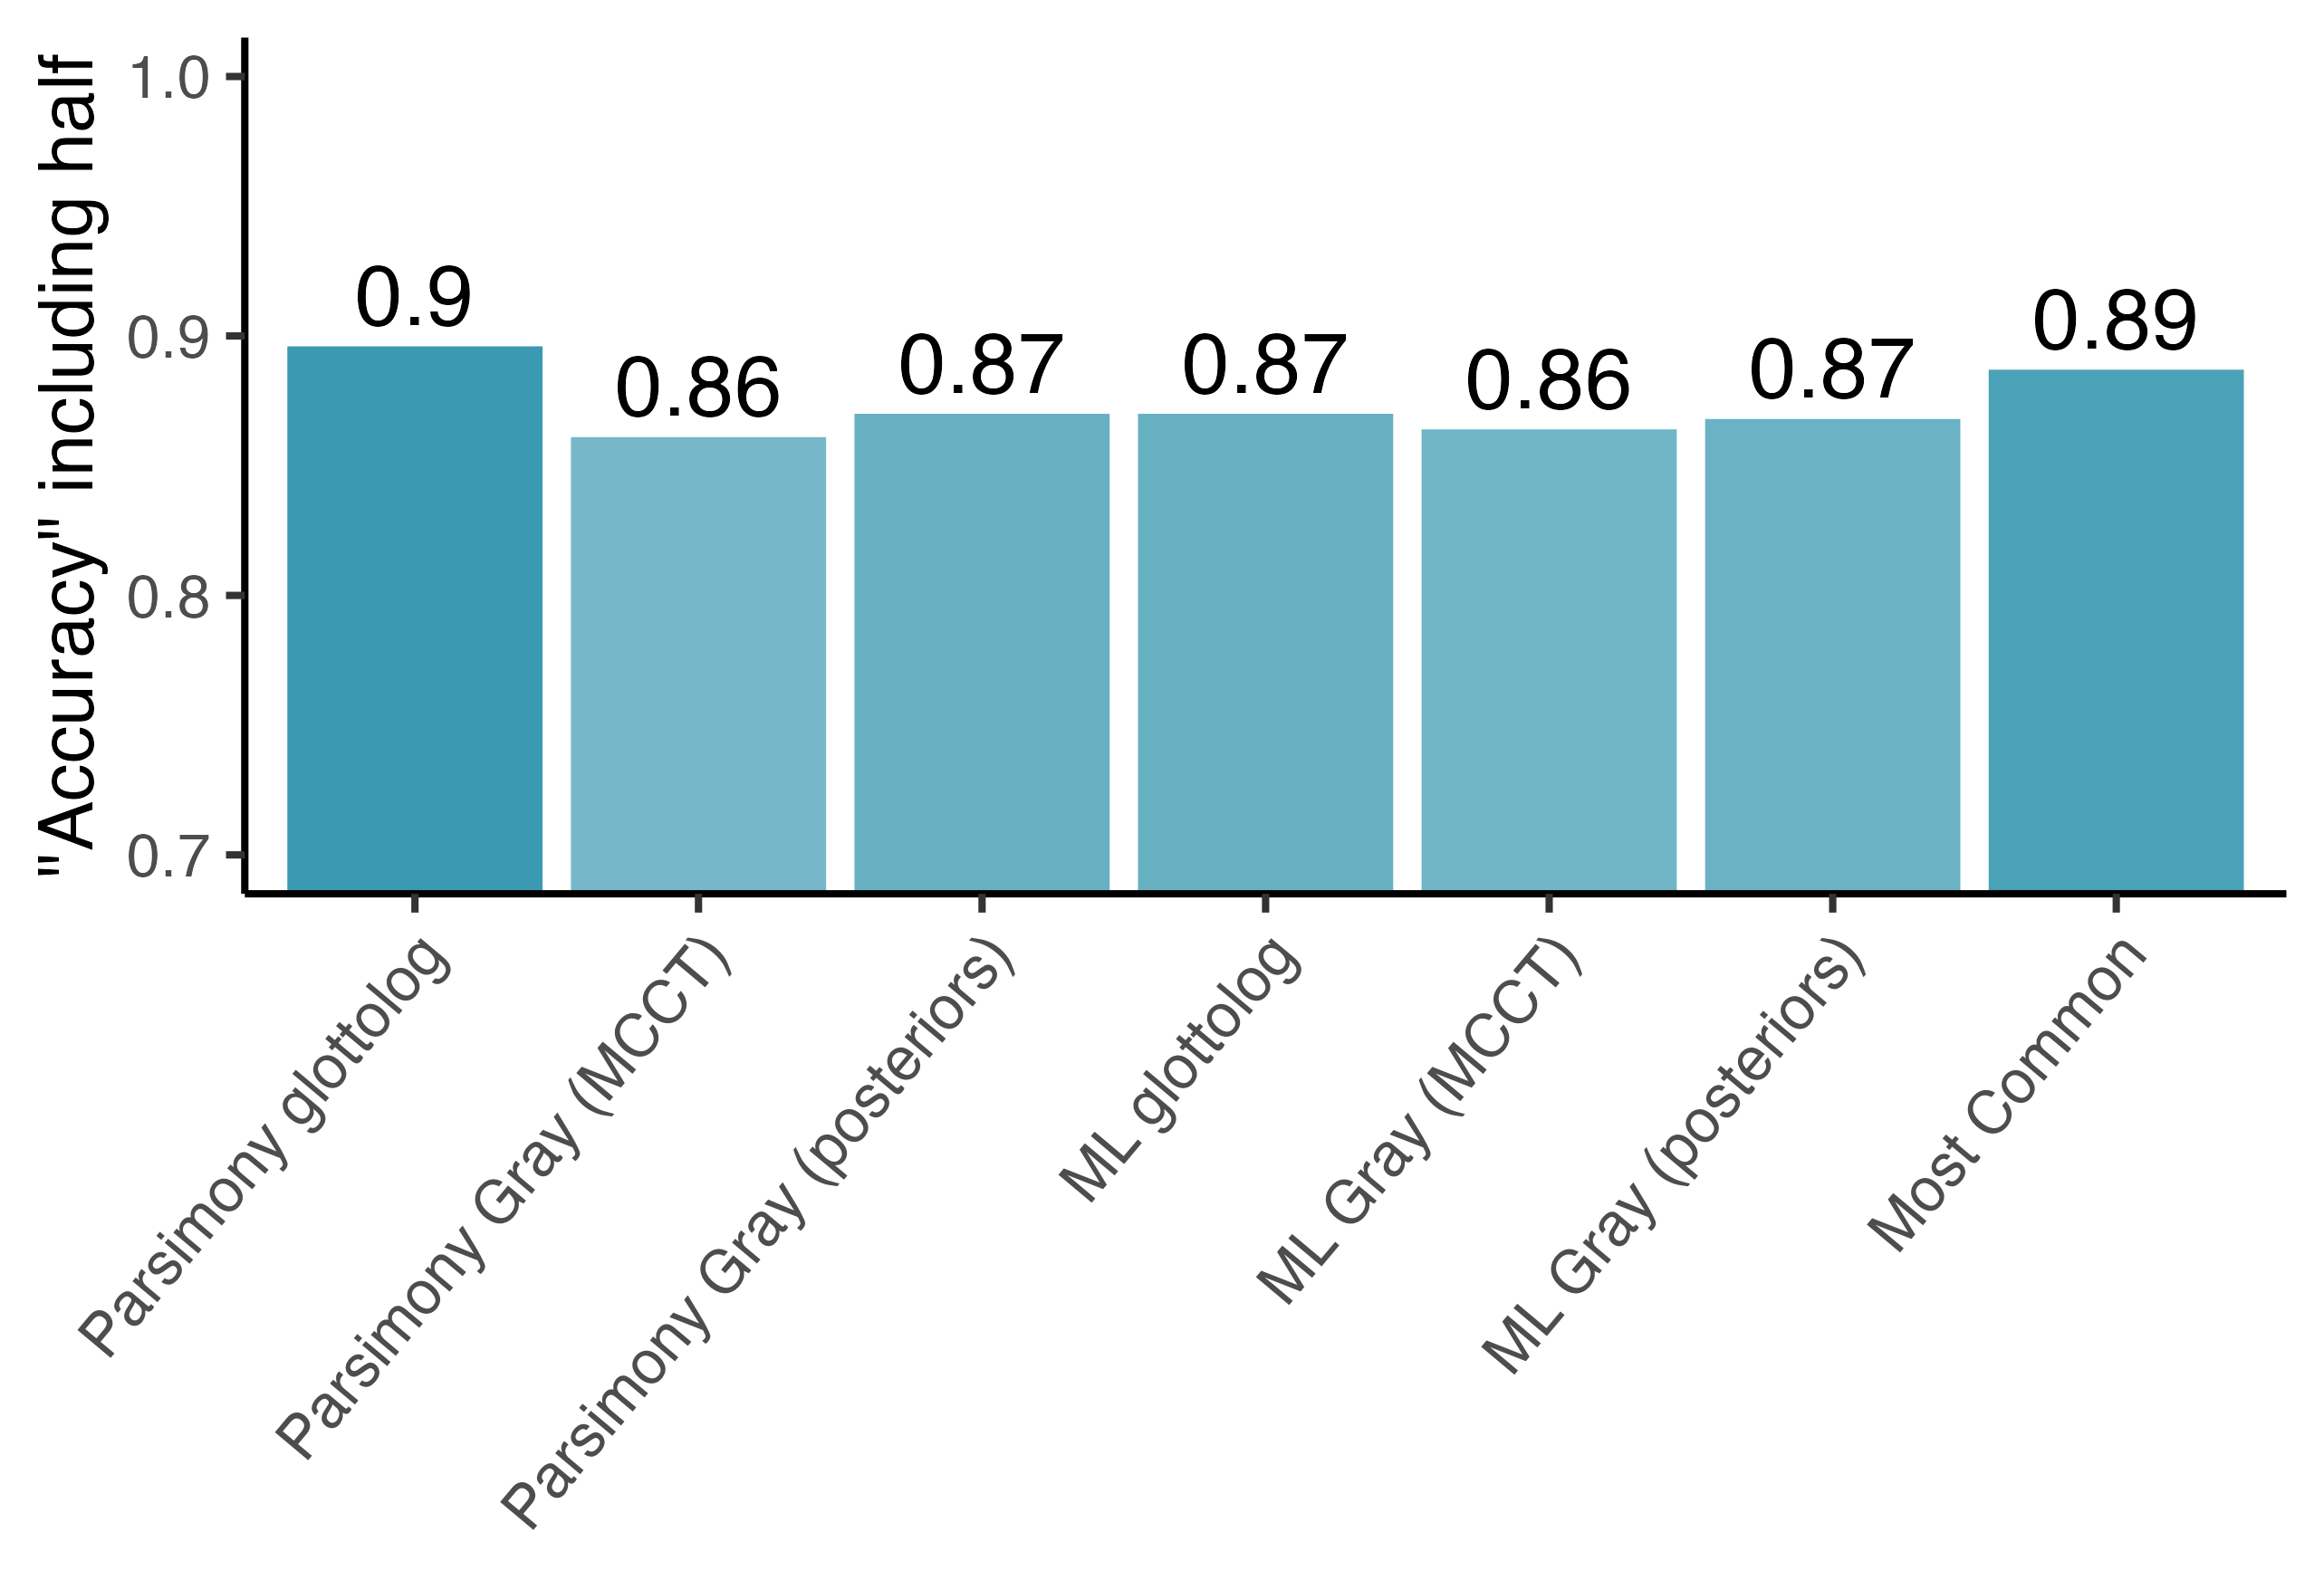 "Accuracy" including half
1.0
0.9
0.8
0.7
0.9
0.86
0.87
0.87
0.86
0.87
0.89
Parsimony glottolog
Parsimony Gray (MCCT)
Parsimony Gray (posteriors)
ML glottolog
ML Gray (MCCT)
ML Gray (posteriors)
Most Common